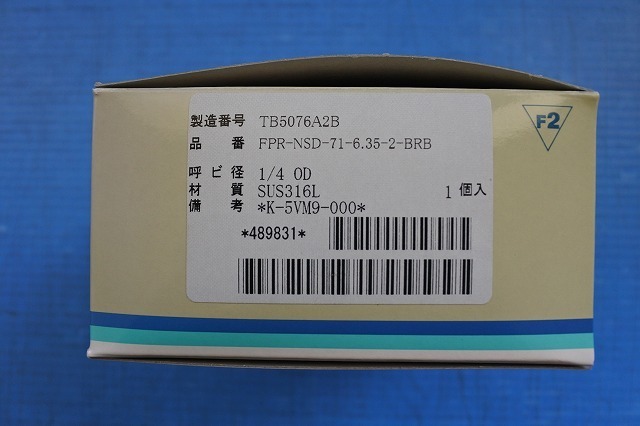 製造番号 TB5076A2B
品番 FPR-NSD-71-6.35-2-BRB
呼ビ径 1/4 OD
材質 SUS316L 1個入
備考 *K-5VM9-000*
*489831*
F2